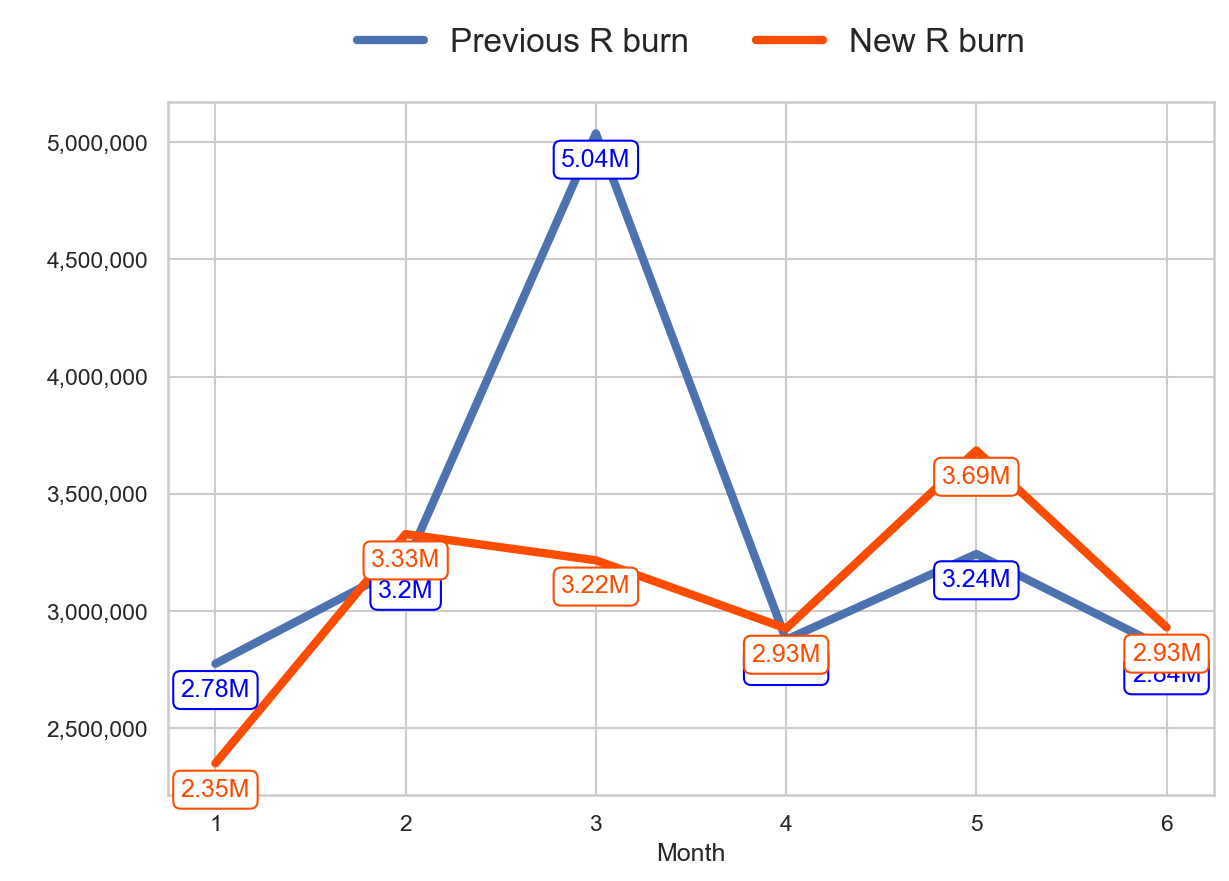 Previous R burn
New R burn
5,000,000
5.04M
4,500,000
4,000,000
3,500,000
3.69M
3.33M
3.2M
3.22M
3.24M
3,000,000
2.93M
2.93M
2.84M
2.78M
2,500,000
2.35M
1 2 3 4 5 6
Month